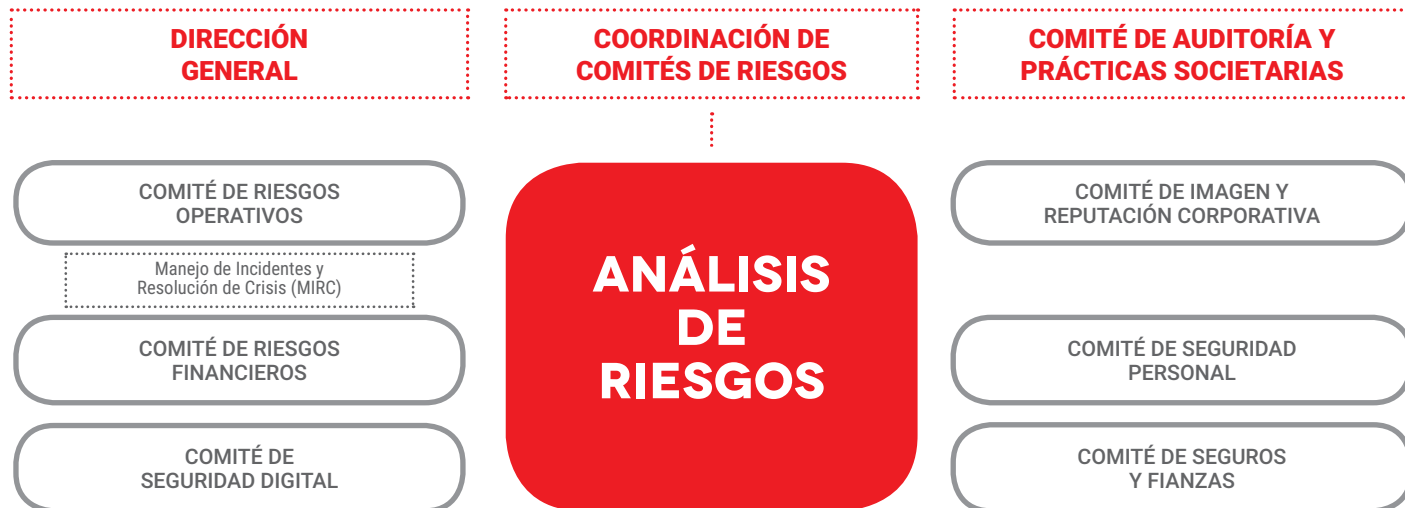 DIRECCIÓN
GENERAL
COORDINACIÓN DE
COMITÉS DE RIESGOS
COMITÉ DE AUDITORÍA Y
PRÁCTICAS SOCIETARIAS
COMITÉ DE RIESGOS
OPERATIVOS
Manejo de Incidentes y
Resolución de Crisis (MIRC)
COMITÉ DE RIESGOS
FINANCIEROS
COMITÉ DE
SEGURIDAD DIGITAL
ANÁLISIS
DE
RIESGOS
COMITÉ DE IMAGEN Y
REPUTACIÓN CORPORATIVA
COMITÉ DE SEGURIDAD
PERSONAL
COMITÉ DE SEGUROS
Y FIANZAS